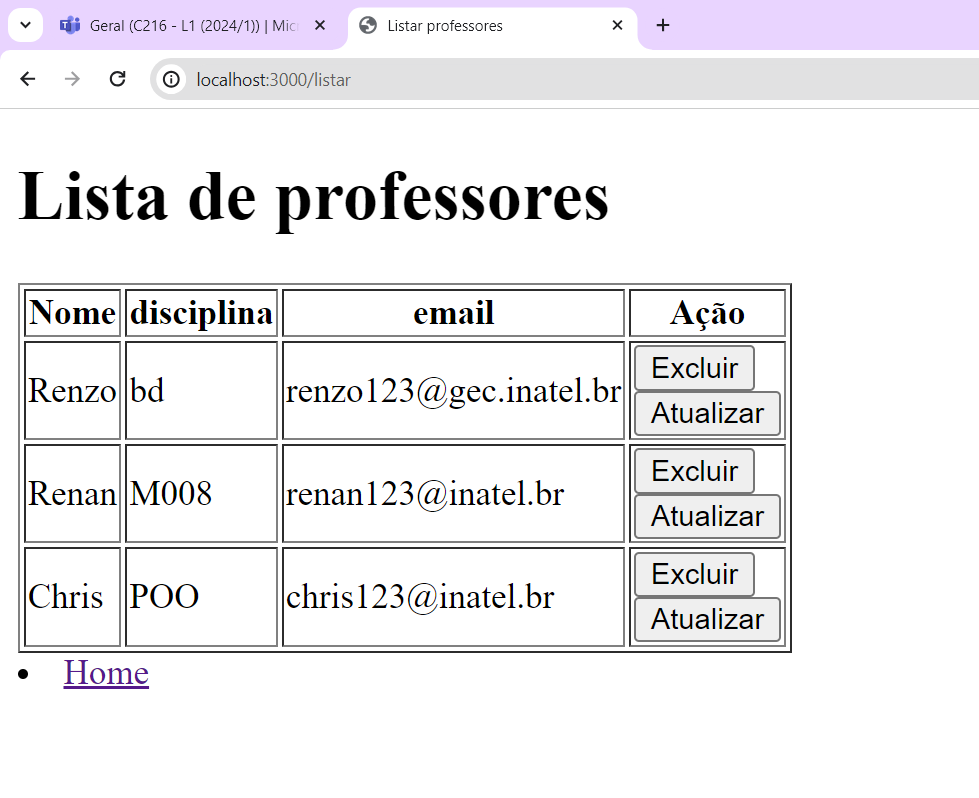 Geral (C216 - L1 (2024/1)) | Mic
Listar professores
localhost:3000/listar
Lista de professores
Nome disciplina email Ação
Renzo bd renzo123@gec.inatel.br Excluir
Atualizar
Renan M008 renan123@inatel.br Excluir
Atualizar
Chris POO chris123@inatel.br Excluir
Atualizar
Home